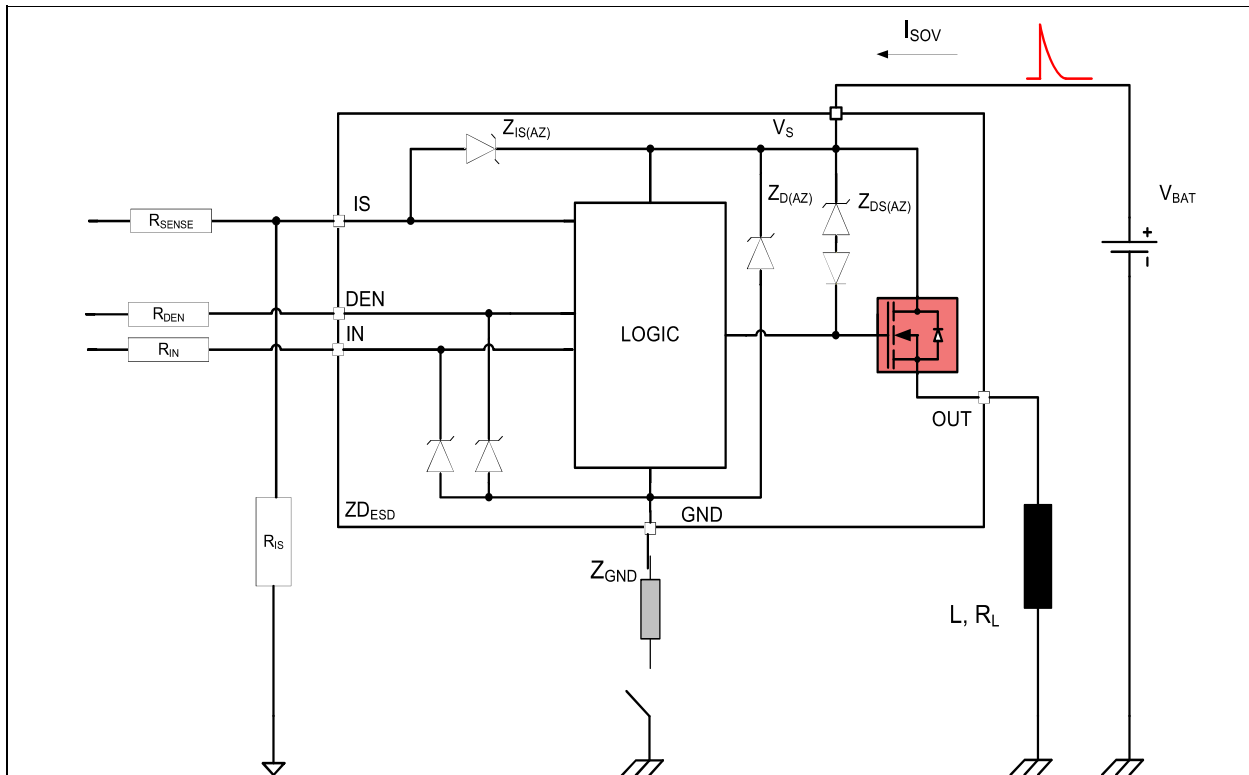 I_SOV
Z_IS(AZ)
V_S
Z_D(AZ)
Z_DS(AZ)
V_BAT
+
-
R_SENSE
IS
R_DEN
DEN
R_IN
IN
LOGIC
OUT
ZD_ESD
GND
R_IS
Z_GND
L, R_L